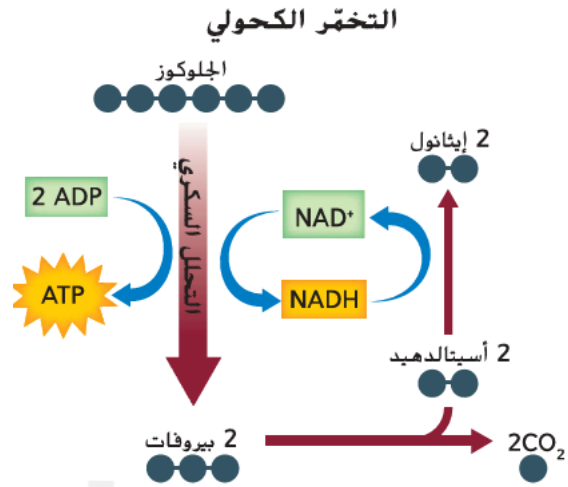 التخمّر الكحولي
الجلوكوز
2 إيثانول
2 ADP
التحلل السكري
NAD⁺
ATP
NADH
2 أسيتالدهيد
2 بيروفات
2CO₂